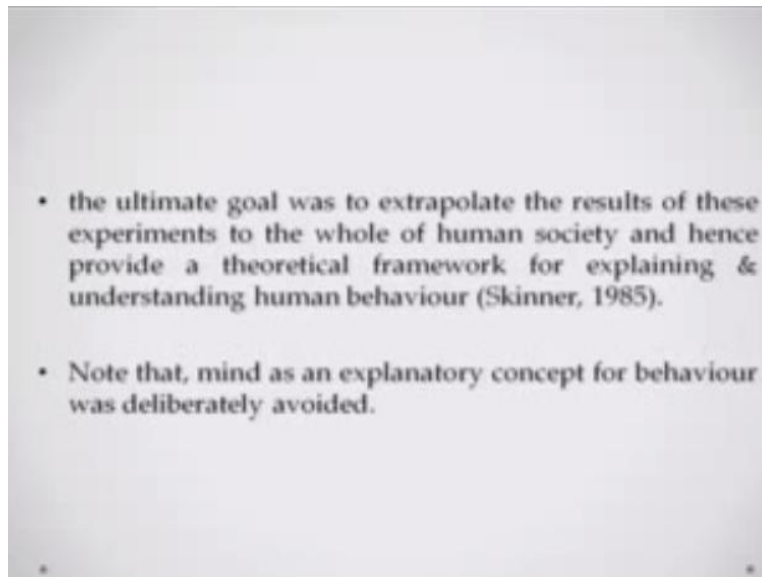 • the ultimate goal was to extrapolate the results of these
experiments to the whole of human society and hence
provide a theoretical framework for explaining &
understanding human behaviour (Skinner, 1985).
• Note that, mind as an explanatory concept for behaviour
was deliberately avoided.